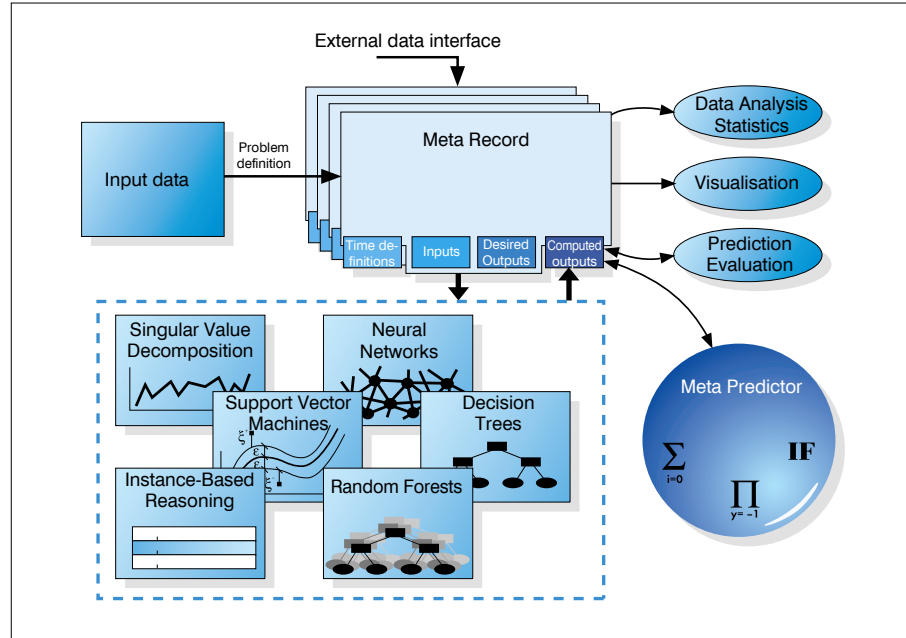 External data interface
Input data
Problem
definition
Meta Record
Time de-
finitions
Inputs
Desired
Outputs
Computed
outputs
Data Analysis
Statistics
Visualisation
Prediction
Evaluation
Singular Value
Decomposition
Neural
Networks
Support Vector
Machines
ξ
ε
ε
ξ
Decision
Trees
Instance-Based
Reasoning
Random Forests
Meta Predictor
∑
i=0
IF
∏
y= −1